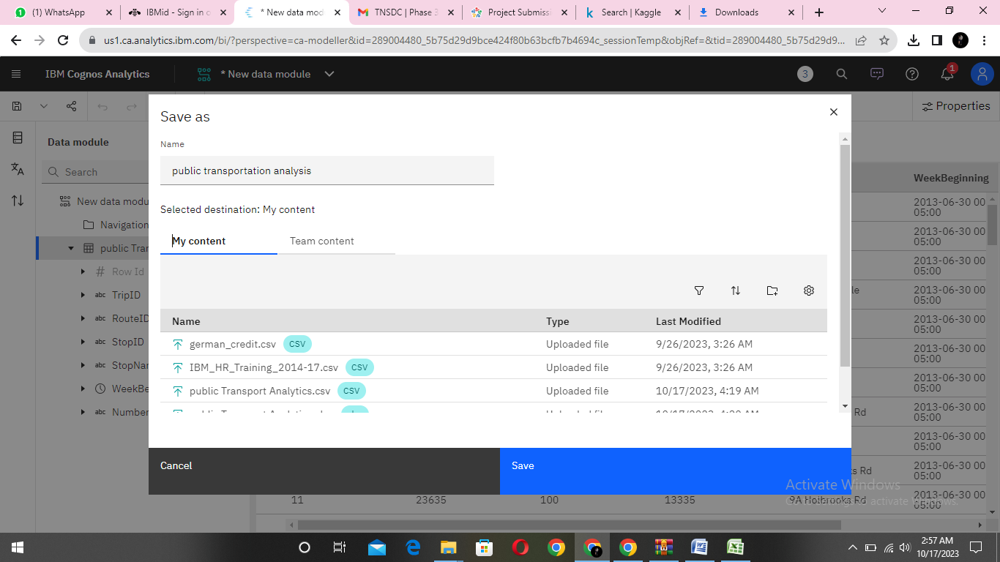 (1) WhatsApp
IBMid - Sign in o
* New data mod
TNSDC | Phase 3
Project Submissi
Search | Kaggle
Downloads
us1.ca.analytics.ibm.com/bi/?perspective=ca-modeller&id=289004480_5b75d29d9bce424f80b63bcfb7b4694c_sessionTemp&objRef=&tid=289004480_5b75d29d9...
IBM Cognos Analytics
* New data module
3
1
Properties
Data module
Search
New data modu
Navigation
public Tran
# Row Id
abc TripID
abc RouteID
abc StopID
abc StopNam
WeekBe
abc Number
Save as
Name
public transportation analysis
Selected destination: My content
My content
Team content
Name Type Last Modified
german_credit.csv CSV Uploaded file 9/26/2023, 3:26 AM
IBM_HR_Training_2014-17.csv CSV Uploaded file 9/26/2023, 3:26 AM
public Transport Analytics.csv CSV Uploaded file 10/17/2023, 4:19 AM
Cancel
Save
WeekBeginning
2013-06-30 00
05:00
2013-06-30 00
05:00
2013-06-30 00
05:00
le
2013-06-30 00
05:00
2013-06-30 00
05:00
2013-06-30 00
05:00
2013-06-30 00
05:00
Rd
2013-06-30 00
05:00
2013-06-30 00
05:00
s Rd
2013-06-30 00
05:00
11 23635 100 13335 9A Holbrooks Rd
2013-06-30 00
05:00
Activate Windows
Go to Settings to activate Windows.
2:57 AM
10/17/2023